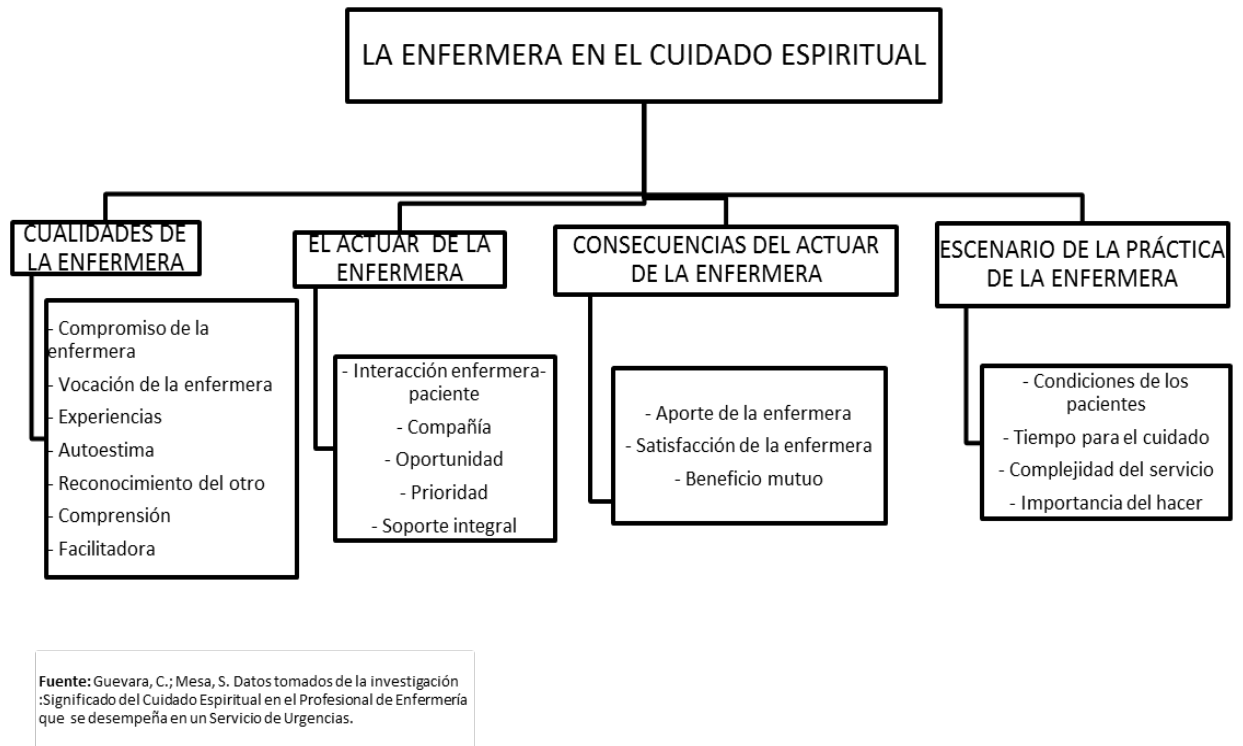 LA ENFERMERA EN EL CUIDADO ESPIRITUAL
CUALIDADES DE
LA ENFERMERA
- Compromiso de la
enfermera
- Vocación de la enfermera
- Experiencias
- Autoestima
- Reconocimiento del otro
- Comprensión
- Facilitadora
EL ACTUAR DE LA
ENFERMERA
- Interacción enfermera-
paciente
- Compañía
- Oportunidad
- Prioridad
- Soporte integral
CONSECUENCIAS DEL ACTUAR
DE LA ENFERMERA
- Aporte de la enfermera
- Satisfacción de la enfermera
- Beneficio mutuo
ESCENARIO DE LA PRÁCTICA
DE LA ENFERMERA
- Condiciones de los
pacientes
- Tiempo para el cuidado
- Complejidad del servicio
- Importancia del hacer
Fuente: Guevara, C.; Mesa, S. Datos tomados de la investigación
:Significado del Cuidado Espiritual en el Profesional de Enfermería
que se desempeña en un Servicio de Urgencias.